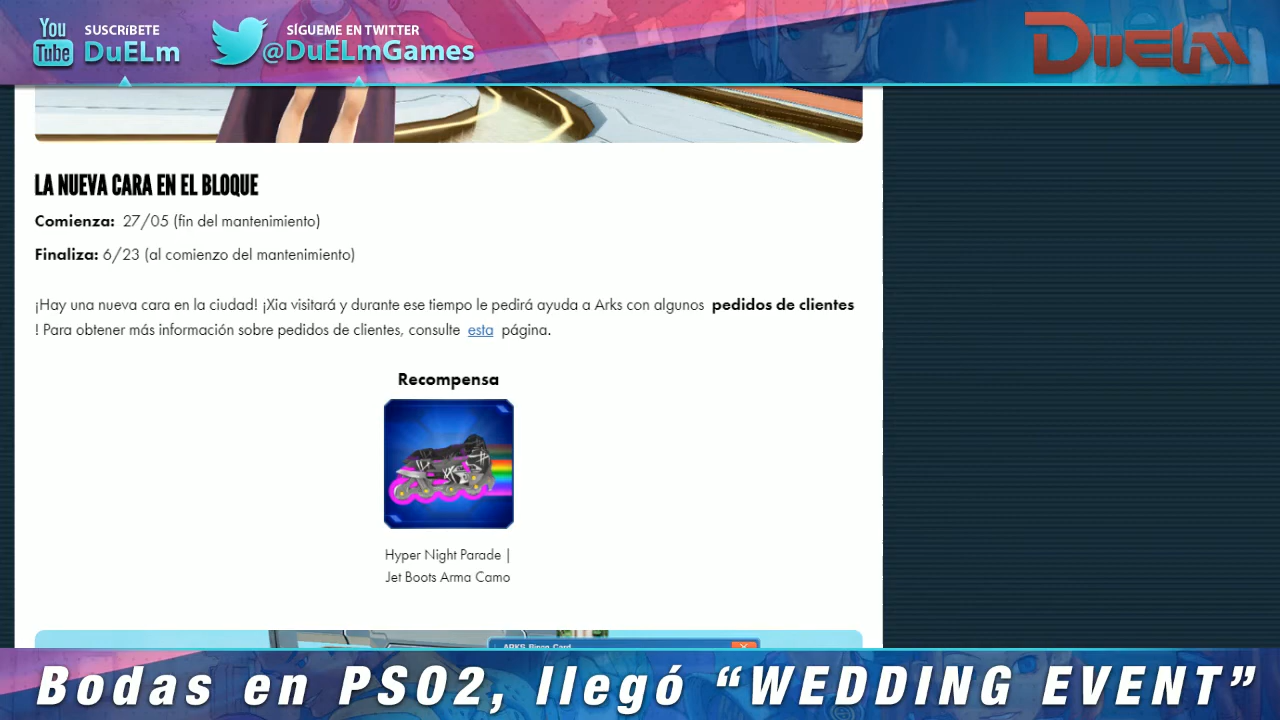 You
Tube
SUSCRíBETE
DuELm
SÍGUEME EN TWITTER
@DuELmGames
DuELm
LA NUEVA CARA EN EL BLOQUE
Comienza: 27/05 (fin del mantenimiento)
Finaliza: 6/23 (al comienzo del mantenimiento)
¡Hay una nueva cara en la ciudad! ¡Xia visitará y durante ese tiempo le pedirá ayuda a Arks con algunos pedidos de clientes
! Para obtener más información sobre pedidos de clientes, consulte esta página.
Recompensa
Hyper Night Parade |
Jet Boots Arma Camo
Bodas en PSO2, llegó “WEDDING EVENT”